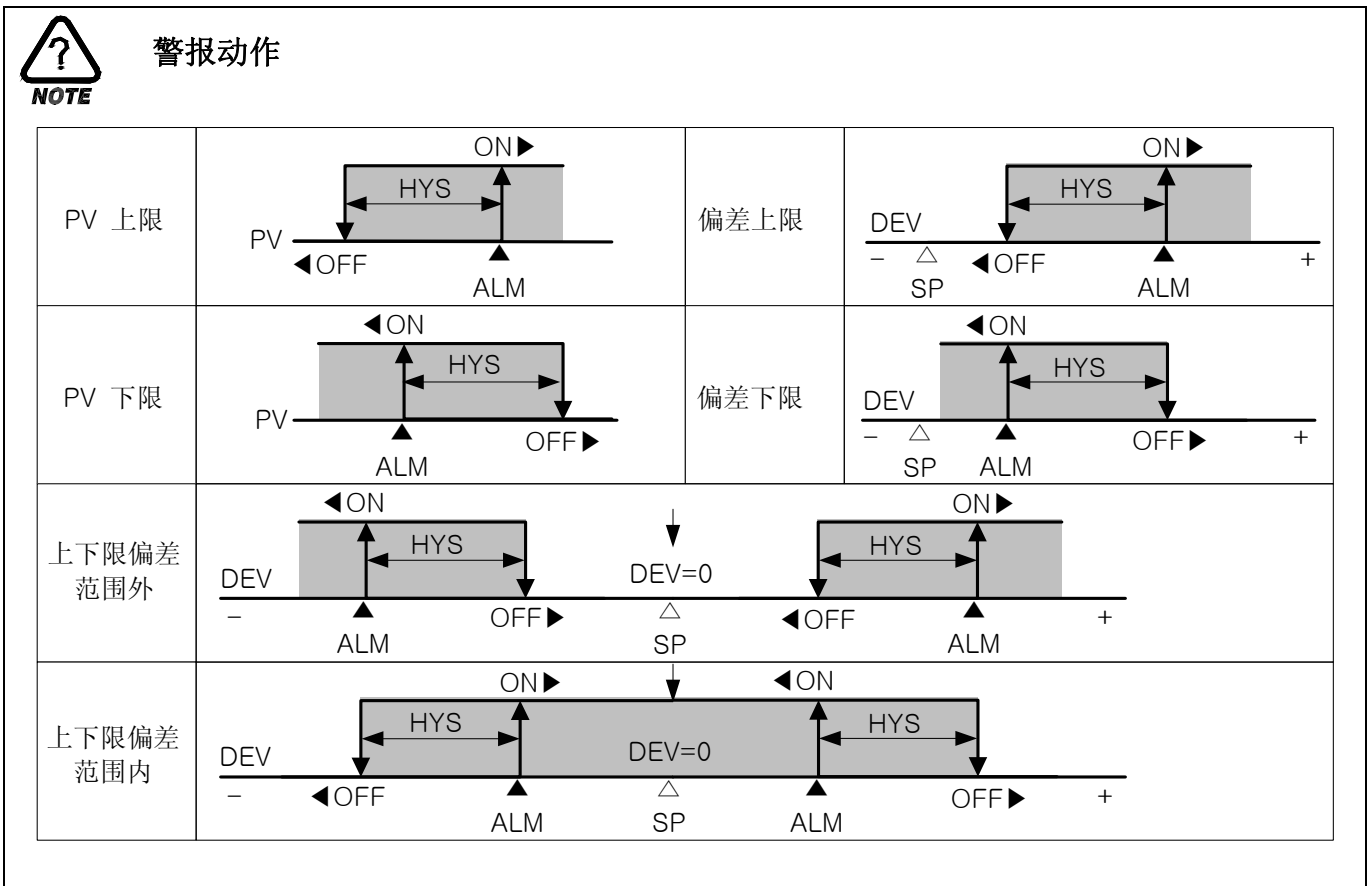 警报动作
NOTE
PV 上限
ON▶
HYS
PV
◀OFF
ALM
偏差上限
ON▶
HYS
DEV
－ △ ◀OFF ▲ +
SP ALM
PV 下限
◀ON
HYS
PV
OFF▶
ALM
偏差下限
◀ON
HYS
DEV
－ △ ▲ OFF▶ +
SP ALM
上下限偏差
范围外
◀ON ON▶
HYS HYS
DEV DEV=0
－ ▲ OFF▶ △ ◀OFF ▲ +
ALM SP ALM
上下限偏差
范围内
ON▶ ◀ON
HYS HYS
DEV DEV=0
－ ◀OFF ▲ △ ▲ OFF▶ +
ALM SP ALM